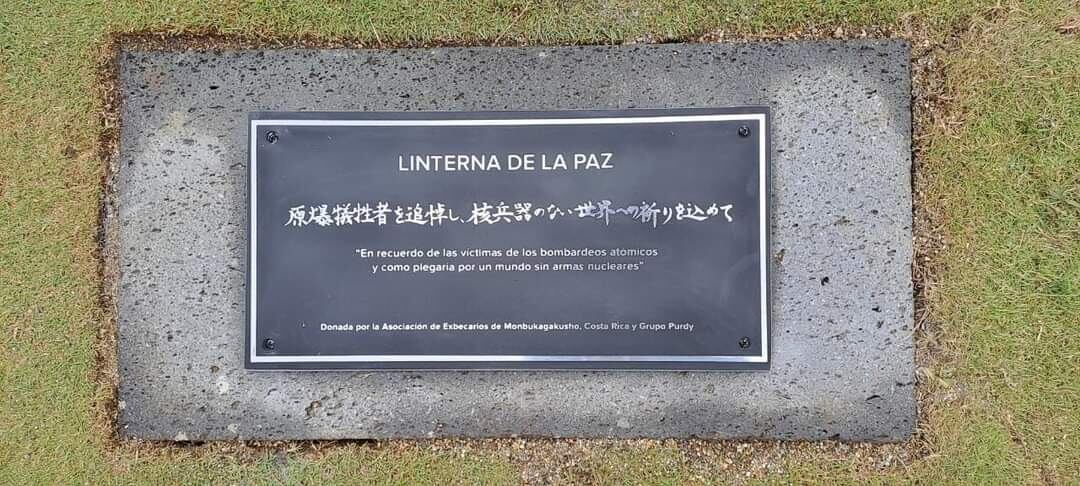 LINTERNA DE LA PAZ
原爆犠牲者を追悼し、核兵器のない世界への祈りを込めて
"En recuerdo de las víctimas de los bombardeos atómicos
y como plegaria por un mundo sin armas nucleares"
Donada por la Asociación de Exbecarios de Monbukagakusho, Costa Rica y Grupo Purdy